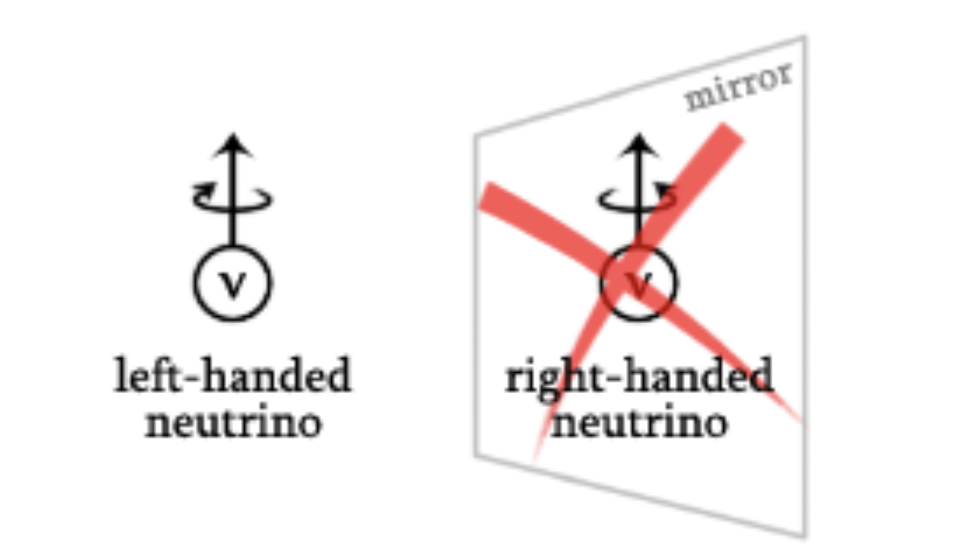 mirror
ν
ν
left-handed
neutrino
right-handed
neutrino